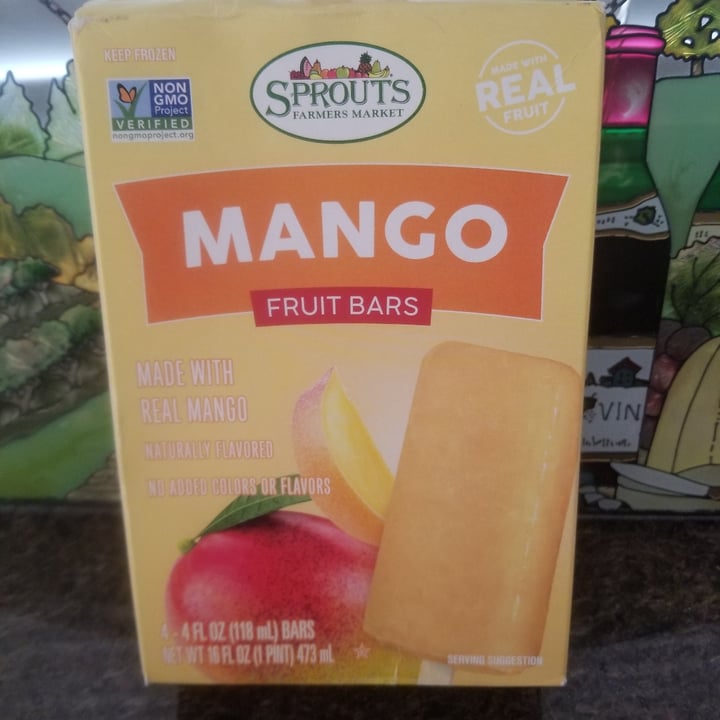 KEEP FROZEN
NON
GMO
Project
VERIFIED
nongmoproject.org
SPROUTS
FARMERS MARKET
MADE WITH
REAL
FRUIT
MANGO
FRUIT BARS
MADE WITH
REAL MANGO
NATURALLY FLAVORED
NO ADDED COLORS OR FLAVORS
4 - 4 FL OZ (118 mL) BARS
NET WT 16 FL OZ (1 PINT) 473 mL
SERVING SUGGESTION
VIN